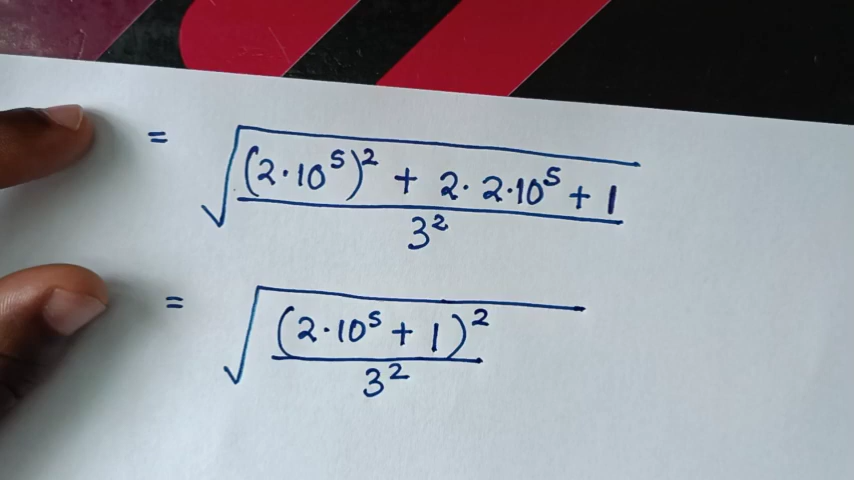 = √(((2·10⁵)² + 2·2·10⁵ + 1)/3²)
= √((2·10⁵ + 1)²/3²)